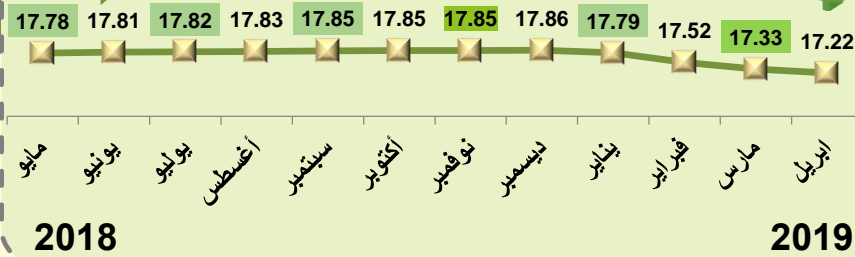 17.78 17.81 17.82 17.83 17.85 17.85 17.85 17.86 17.79 17.52 17.33 17.22
مايو يونيو يوليو أغسطس سبتمبر أكتوبر نوفمبر ديسمبر يناير فبراير مارس ابريل
2018 2019